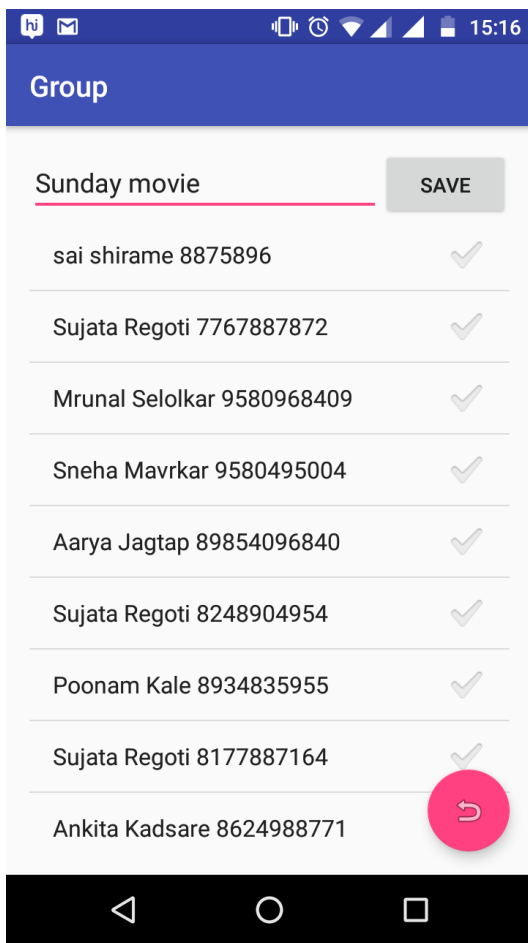 hi 15:16
Group
Sunday movie SAVE
sai shirame 8875896
Sujata Regoti 7767887872
Mrunal Selolkar 9580968409
Sneha Mavrkar 9580495004
Aarya Jagtap 89854096840
Sujata Regoti 8248904954
Poonam Kale 8934835955
Sujata Regoti 8177887164
Ankita Kadsare 8624988771